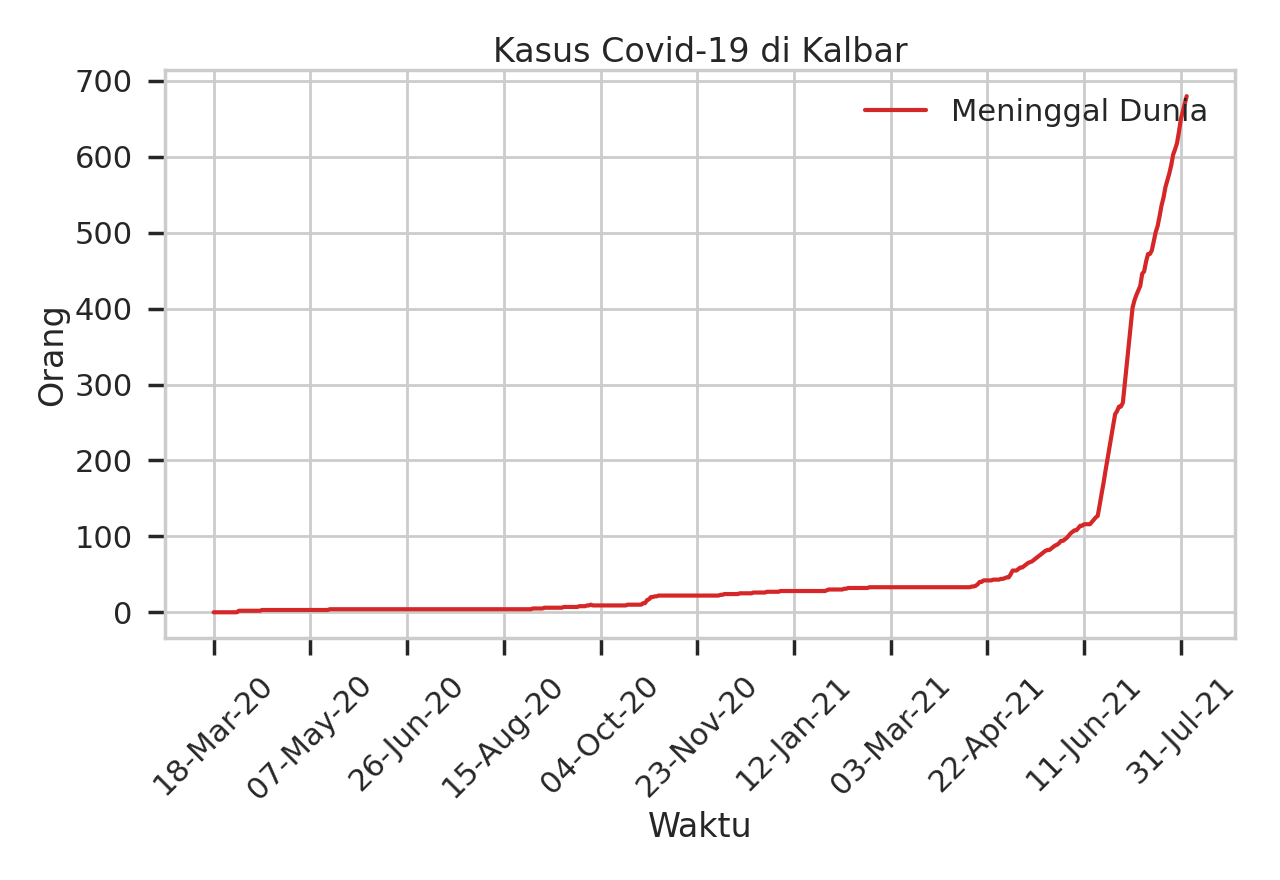 Kasus Covid-19 di Kalbar
Meninggal Dunia
700
600
500
400
300
200
100
0
Orang
18-Mar-20
07-May-20
26-Jun-20
15-Aug-20
04-Oct-20
23-Nov-20
12-Jan-21
03-Mar-21
22-Apr-21
11-Jun-21
31-Jul-21
Waktu